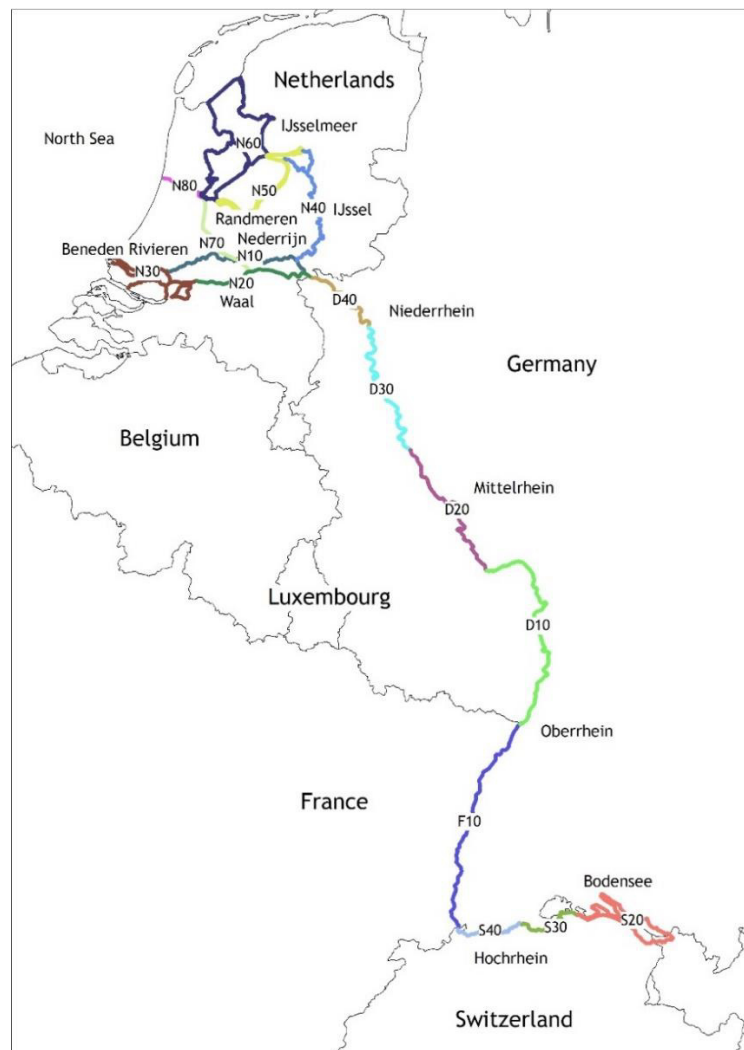 Netherlands
IJsselmeer
North Sea
N60
N80
N50
N40
IJssel
Randmeren
N70
Nederrijn
Beneden Rivieren
N10
N30
N20
Waal
D40
Niederrhein
Germany
D30
Belgium
Mittelrhein
D20
Luxembourg
D10
Oberrhein
France
F10
Bodensee
S20
S30
S40
Hochrhein
Switzerland